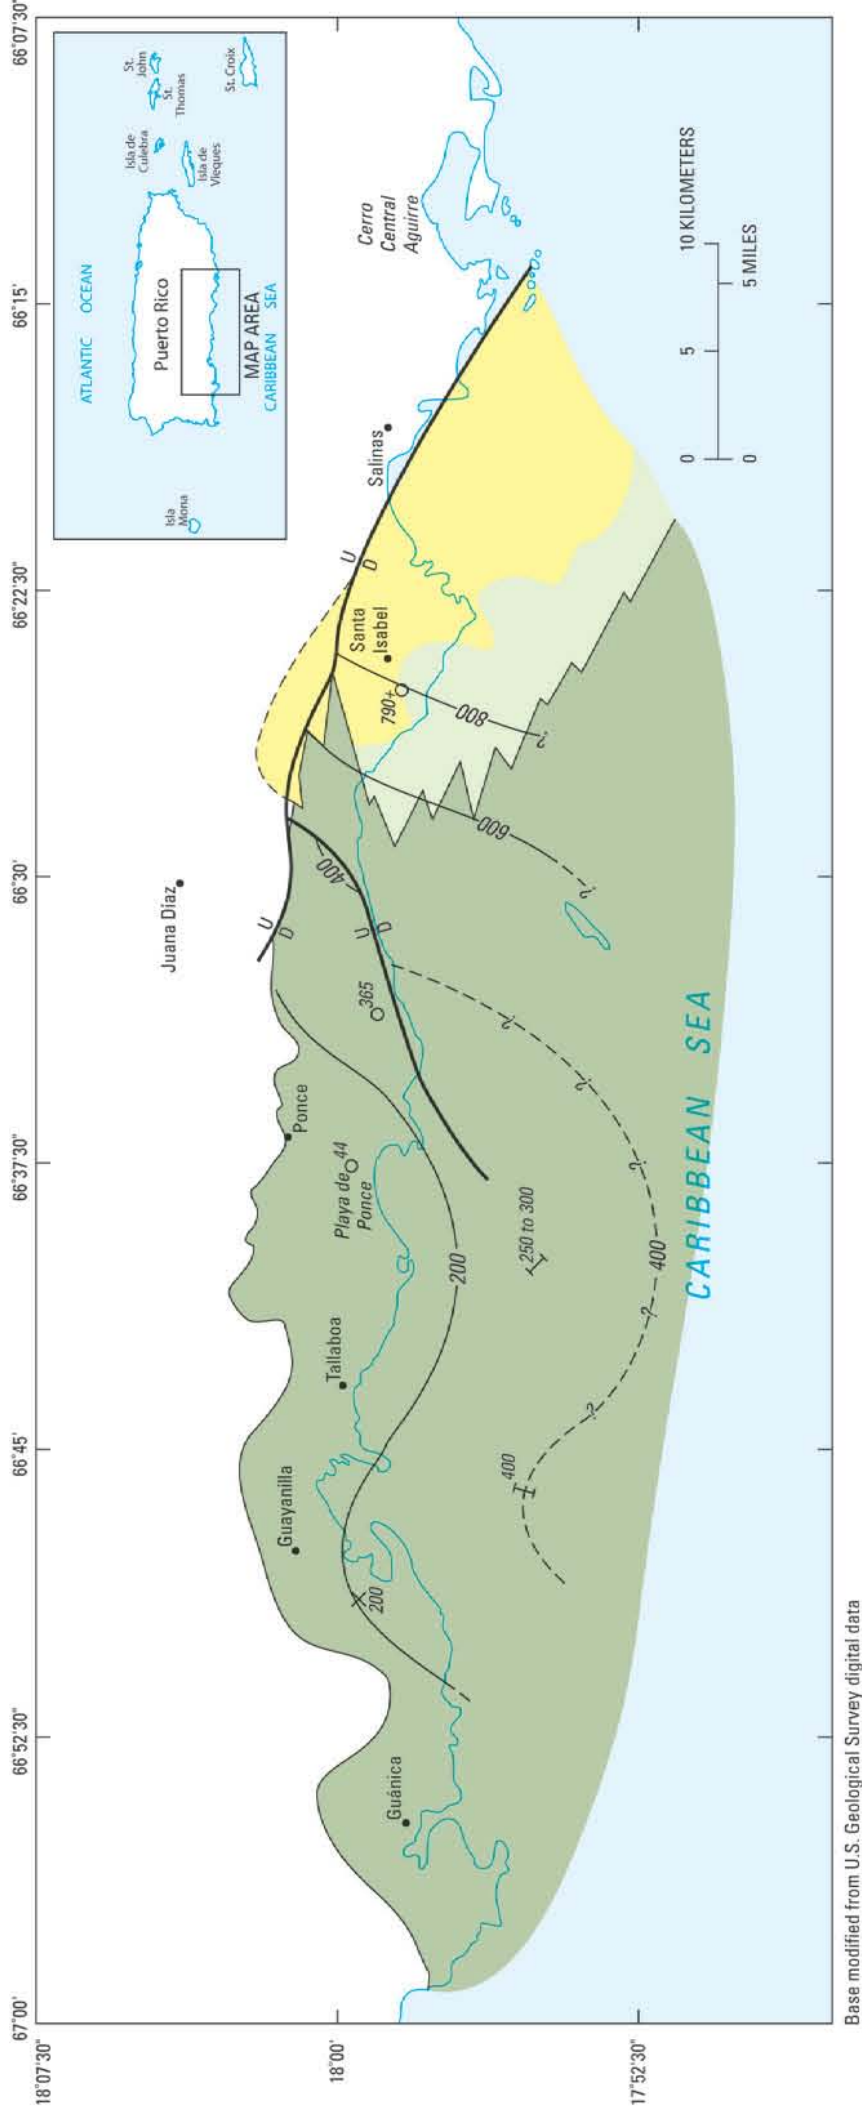 67°00'
66°52'30"
66°45'
66°37'30"
66°30'
66°22'30"
66°15'
66°07'30"
18°07'30"
18°00'
17°52'30"
ATLANTIC OCEAN
Isla
Mona
Puerto Rico
MAP AREA
CARIBBEAN SEA
Isla de
Culebra
Isla de
Vieques
St.
John
St.
Thomas
St. Croix
Juana Diaz
U
D
U
D
U
D
Guánica
Guayanilla
Tallaboa
Ponce
Playa de
Ponce
44
365
Santa
Isabel
790+
Salinas
Cerro
Central
Aguirre
200
200
400
400
400
600
800
250 to 300
?
?
?
?
?
?
?
CARIBBEAN SEA
0 5 10 KILOMETERS
0 5 MILES
Base modified from U.S. Geological Survey digital data